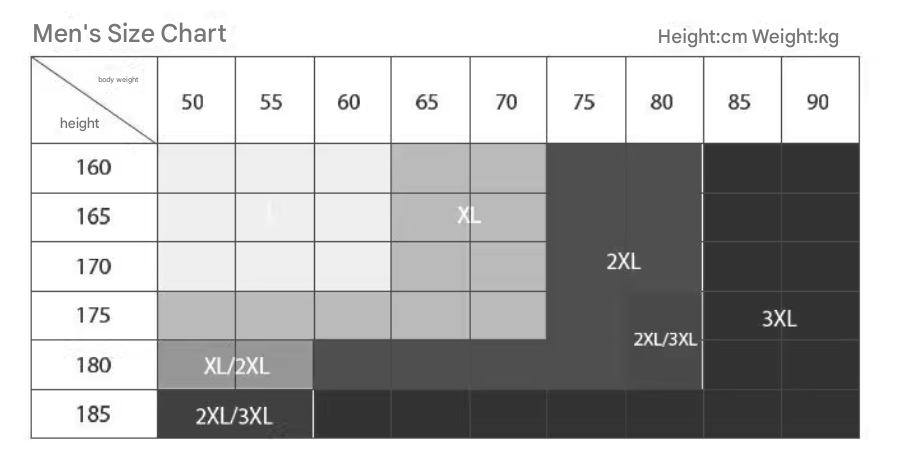 Men's Size Chart
Height:cm Weight:kg
body weight
height
50 55 60 65 70 75 80 85 90
160
165 L XL
170 2XL
175 3XL
2XL/3XL
180 XL/2XL
185 2XL/3XL